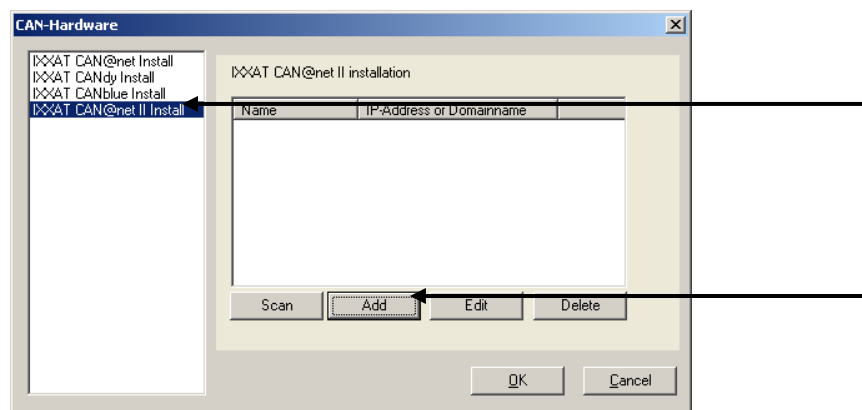 CAN-Hardware
IXXAT CAN@net Install
IXXAT CANdy Install
IXXAT CANblue Install
IXXAT CAN@net II Install
IXXAT CAN@net II installation
Name IP-Address or Domainname
Scan Add Edit Delete
OK Cancel